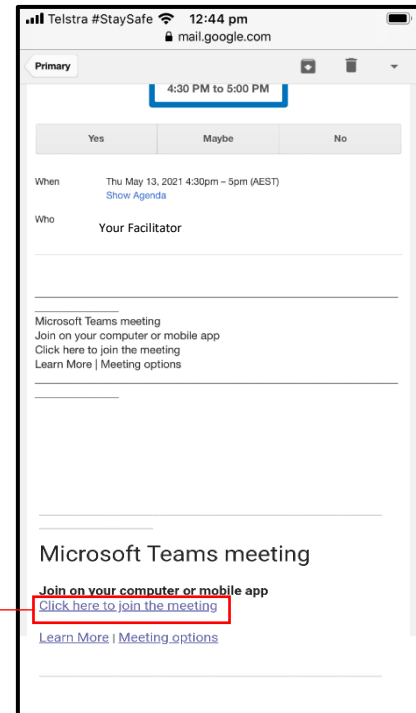 Telstra #StaySafe 12:44 pm
mail.google.com
Primary
4:30 PM to 5:00 PM
Yes Maybe No
When Thu May 13, 2021 4:30pm – 5pm (AEST)
Show Agenda
Who Your Facilitator
Microsoft Teams meeting
Join on your computer or mobile app
Click here to join the meeting
Learn More | Meeting options
Microsoft Teams meeting
Join on your computer or mobile app
Click here to join the meeting
Learn More | Meeting options